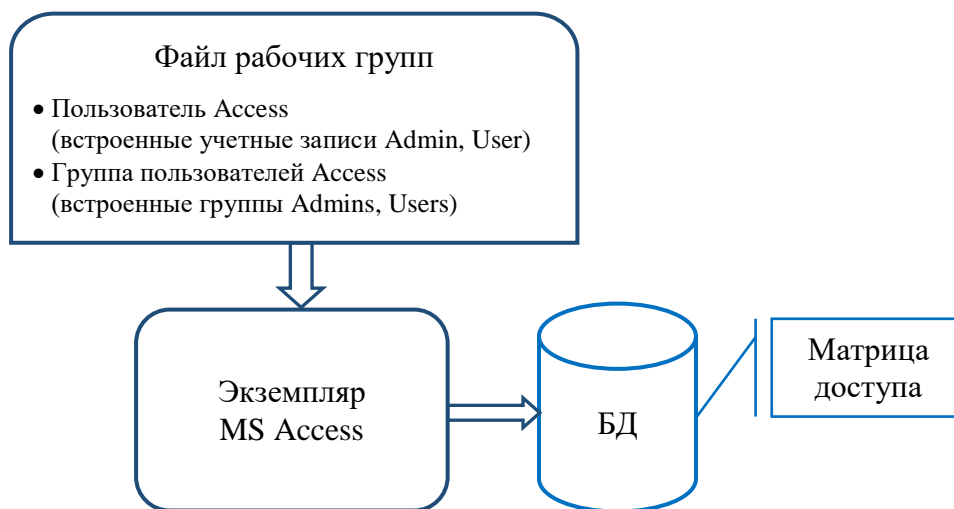 Файл рабочих групп
• Пользователь Access
(встроенные учетные записи Admin, User)
• Группа пользователей Access
(встроенные группы Admins, Users)
Экземпляр
MS Access
БД
Матрица
доступа